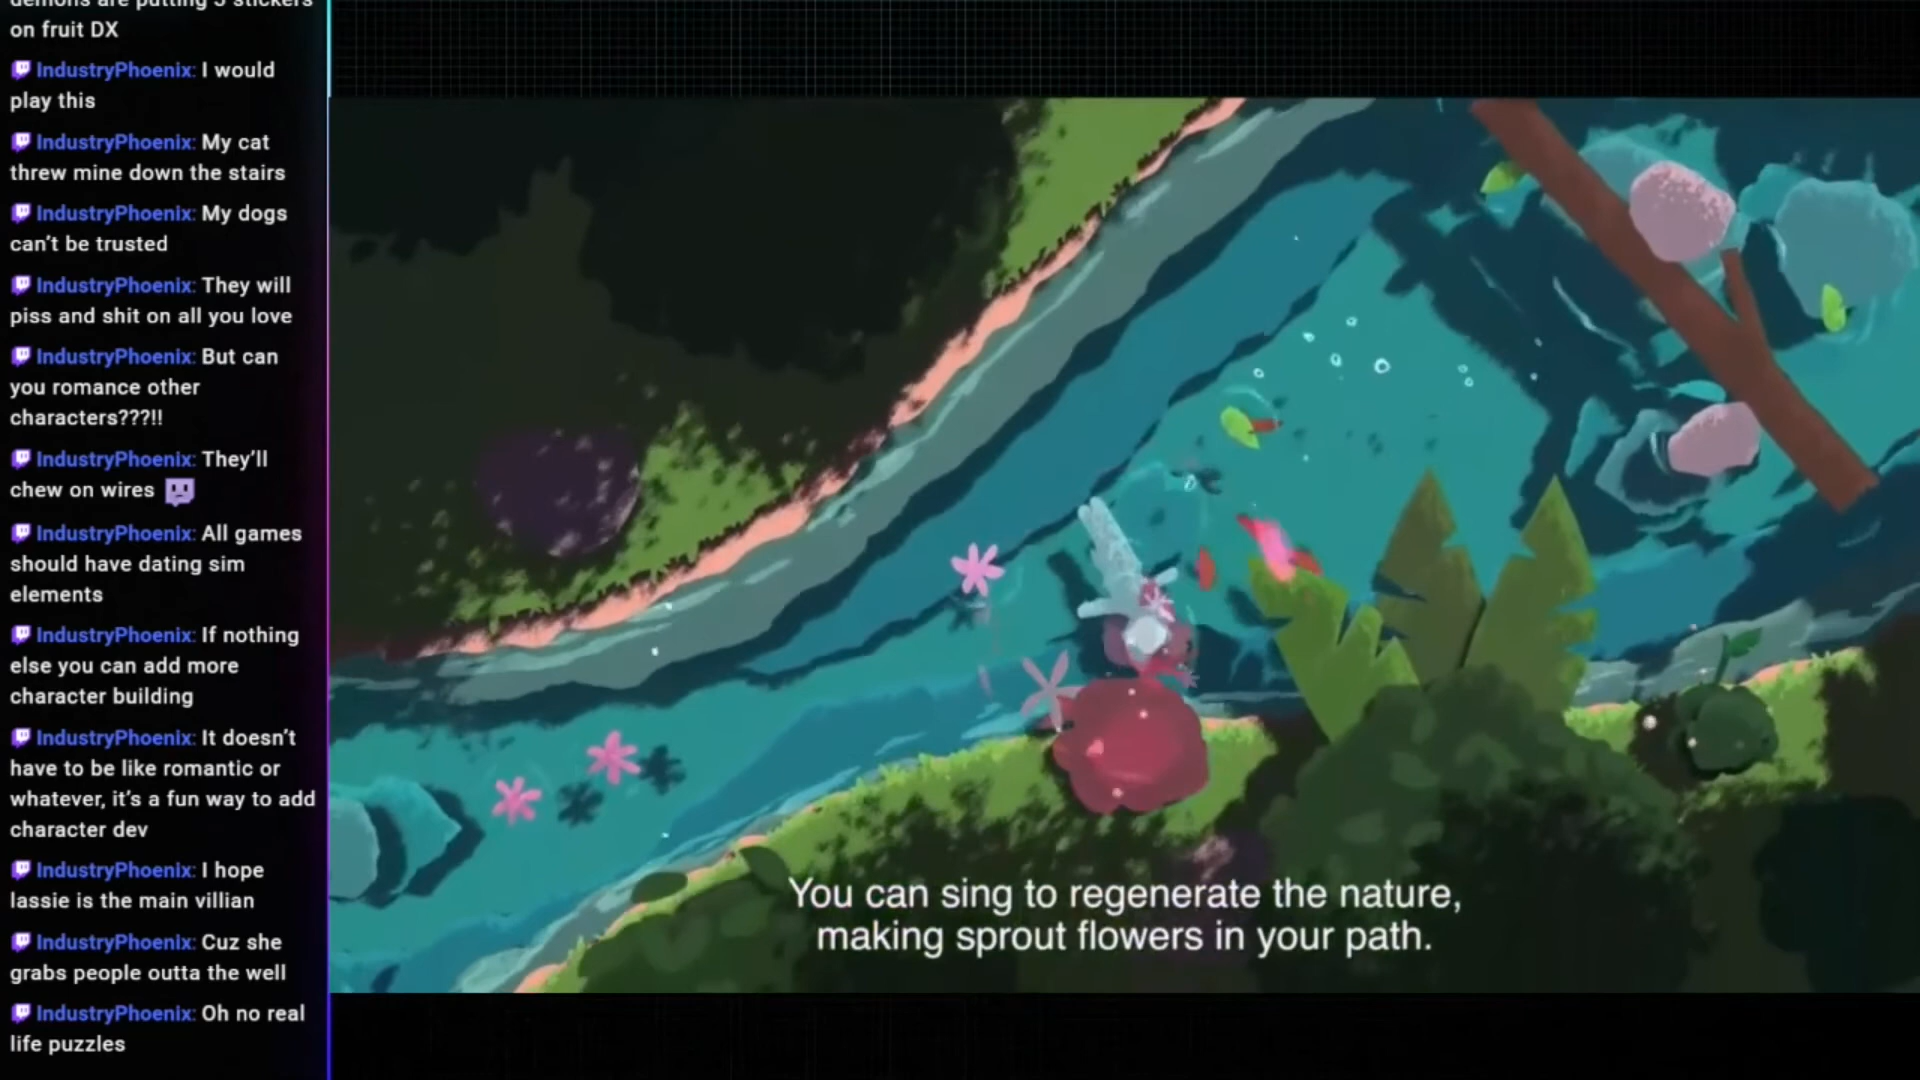 demons are putting 5 stickers
on fruit DX
IndustryPhoenix: I would
play this
IndustryPhoenix: My cat
threw mine down the stairs
IndustryPhoenix: My dogs
can't be trusted
IndustryPhoenix: They will
piss and shit on all you love
IndustryPhoenix: But can
you romance other
characters???!!
IndustryPhoenix: They'll
chew on wires
IndustryPhoenix: All games
should have dating sim
elements
IndustryPhoenix: If nothing
else you can add more
character building
IndustryPhoenix: It doesn't
have to be like romantic or
whatever, it's a fun way to add
character dev
IndustryPhoenix: I hope
lassie is the main villian
IndustryPhoenix: Cuz she
grabs people outta the well
IndustryPhoenix: Oh no real
life puzzles
You can sing to regenerate the nature,
making sprout flowers in your path.